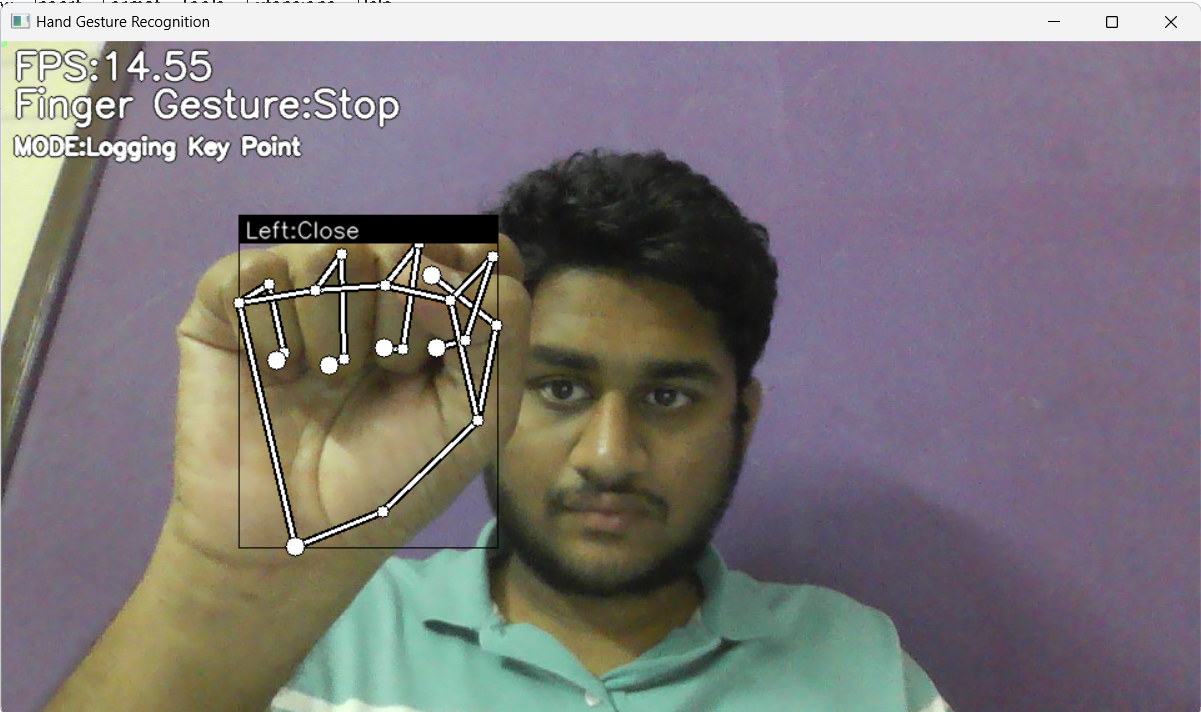 Hand Gesture Recognition
FPS:14.55
Finger Gesture:Stop
MODE:Logging Key Point
Left:Close